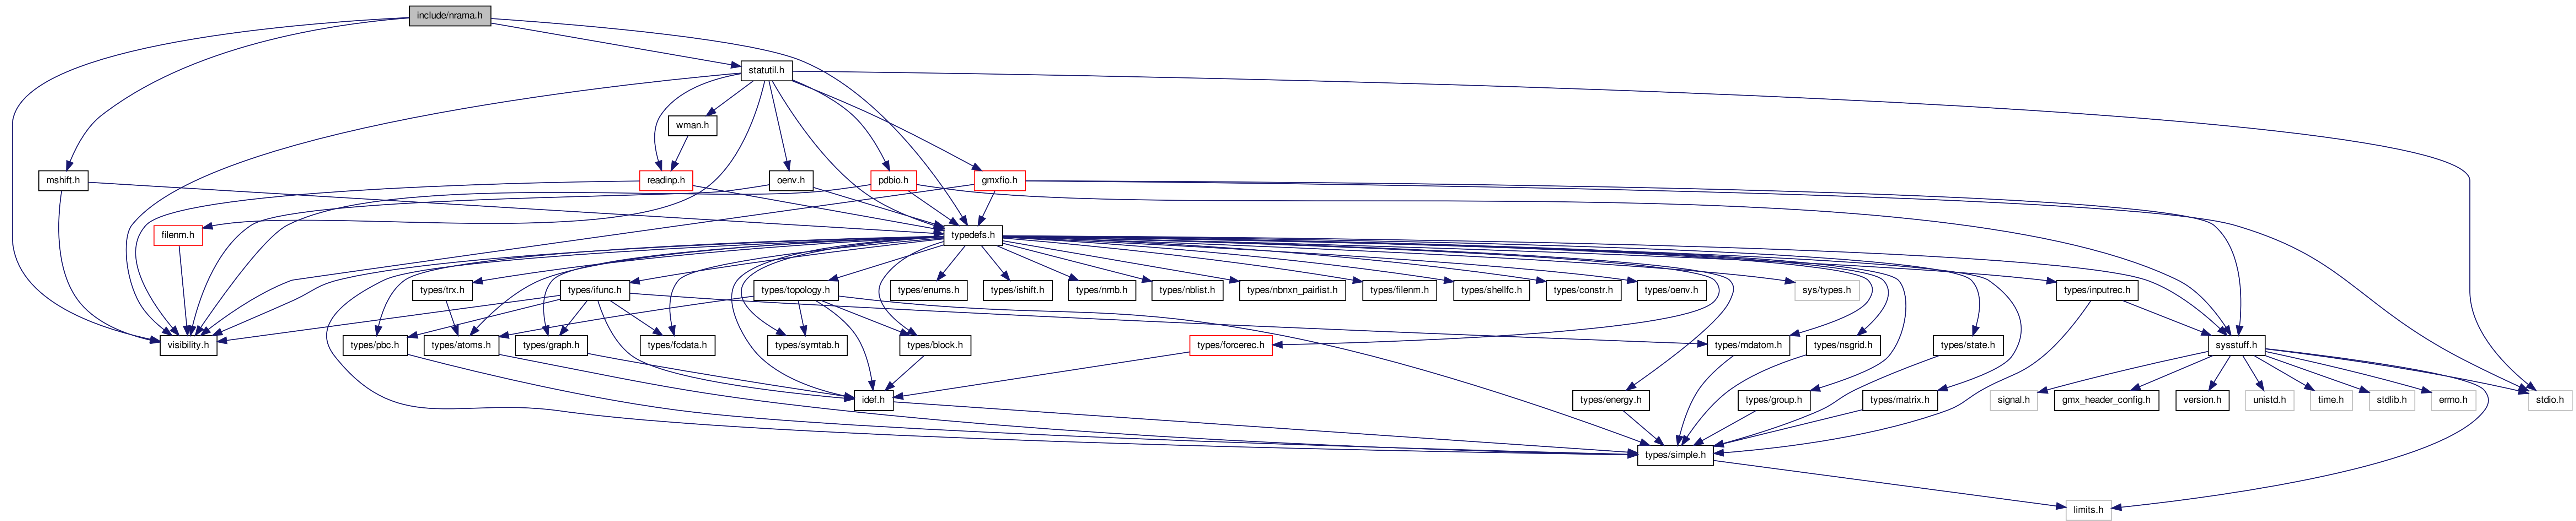 include/nrama.h
statutil.h
wman.h
mshift.h
readinp.h
oenv.h
pdbio.h
gmxfio.h
filenm.h
typedefs.h
types/trx.h
types/ifunc.h
types/topology.h
types/enums.h
types/ishift.h
types/nrnb.h
types/nblist.h
types/nbnxn_pairlist.h
types/filenm.h
types/shellfc.h
types/constr.h
types/oenv.h
sys/types.h
types/inputrec.h
visibility.h
types/pbc.h
types/atoms.h
types/graph.h
types/fcdata.h
types/symtab.h
types/block.h
types/forcerec.h
types/mdatom.h
types/nsgrid.h
types/state.h
sysstuff.h
idef.h
types/energy.h
types/group.h
types/matrix.h
signal.h
gmx_header_config.h
version.h
unistd.h
time.h
stdlib.h
errno.h
stdio.h
types/simple.h
limits.h